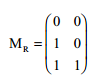 0 0
M_R = 1 0
1 1